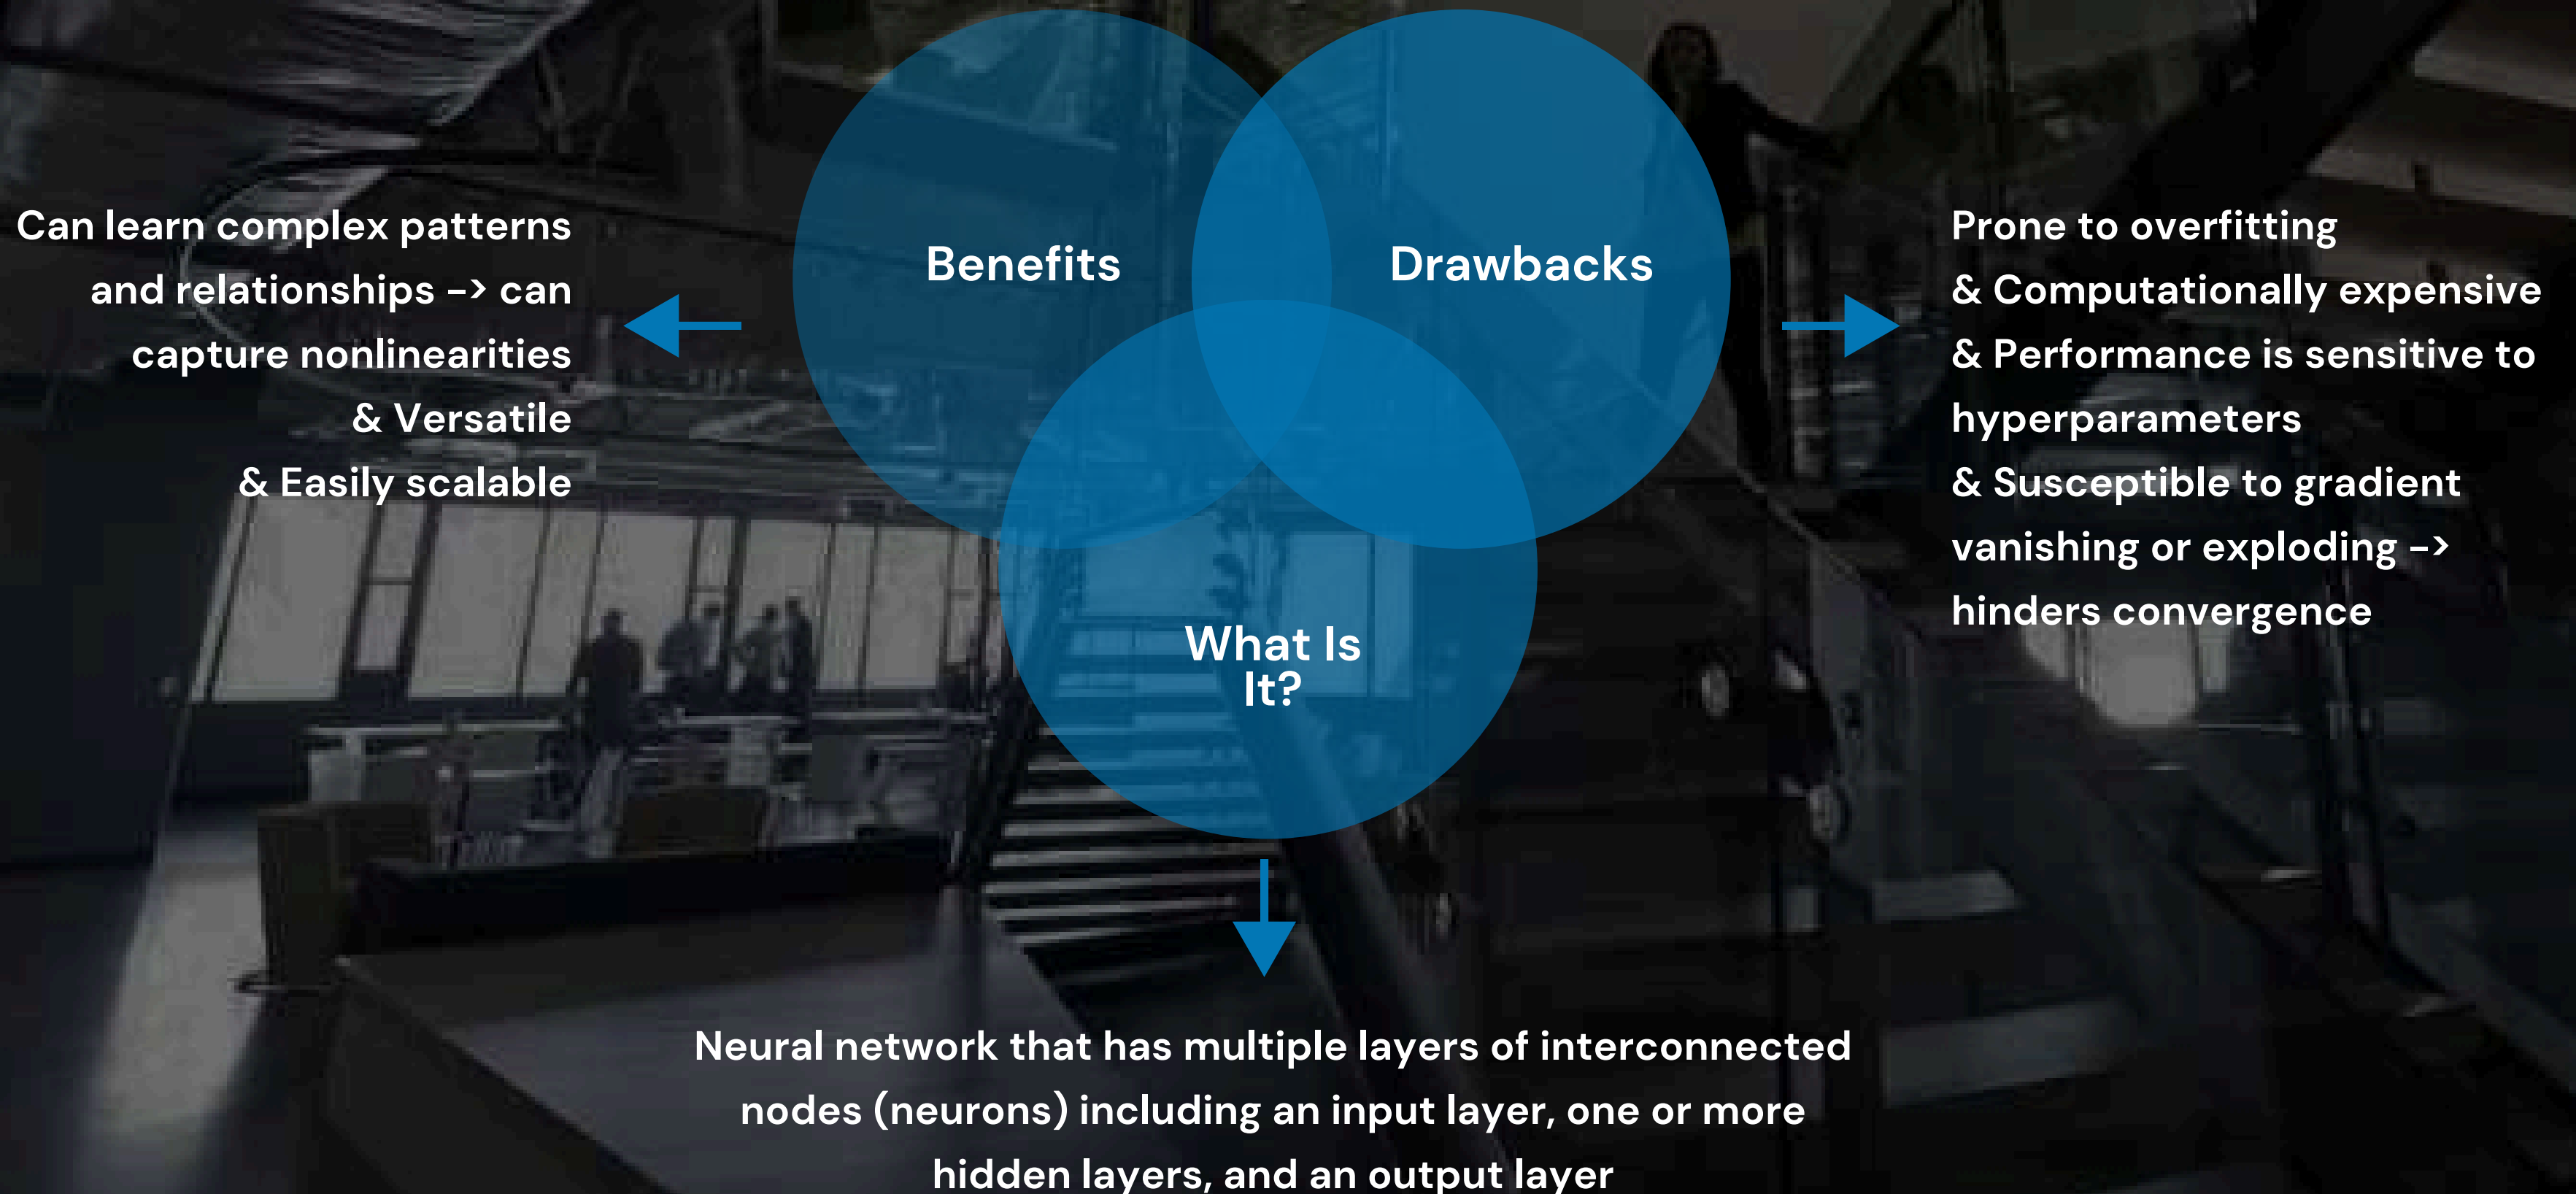 Benefits
Drawbacks
What Is
It?
Can learn complex patterns
and relationships -> can
capture nonlinearities
& Versatile
& Easily scalable
Prone to overfitting
& Computationally expensive
& Performance is sensitive to
hyperparameters
& Susceptible to gradient
vanishing or exploding ->
hinders convergence
Neural network that has multiple layers of interconnected
nodes (neurons) including an input layer, one or more
hidden layers, and an output layer